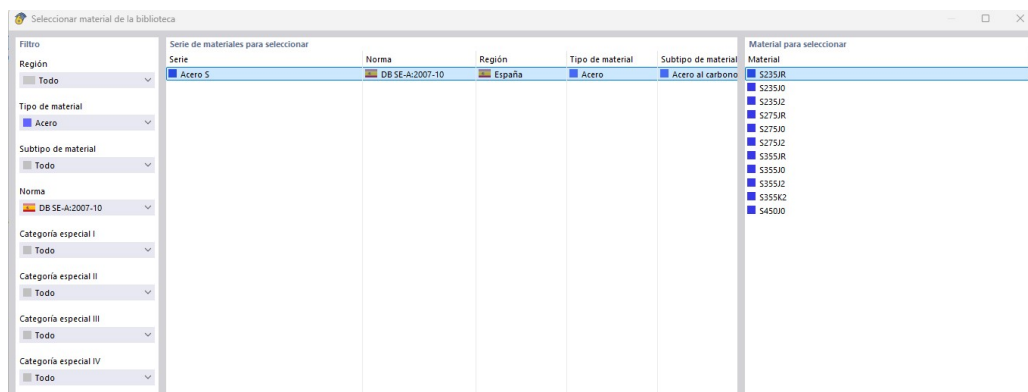 Seleccionar material de la biblioteca
Filtro
Región
Todo
Tipo de material
Acero
Subtipo de material
Todo
Norma
DB SE-A:2007-10
Categoría especial I
Todo
Categoría especial II
Todo
Categoría especial III
Todo
Categoría especial IV
Todo
Serie de materiales para seleccionar
Serie Norma Región Tipo de material Subtipo de material
Acero S DB SE-A:2007-10 España Acero Acero al carbono
Material para seleccionar
Material
S235JR
S235J0
S235J2
S275JR
S275J0
S275J2
S355JR
S355J0
S355J2
S355K2
S450J0